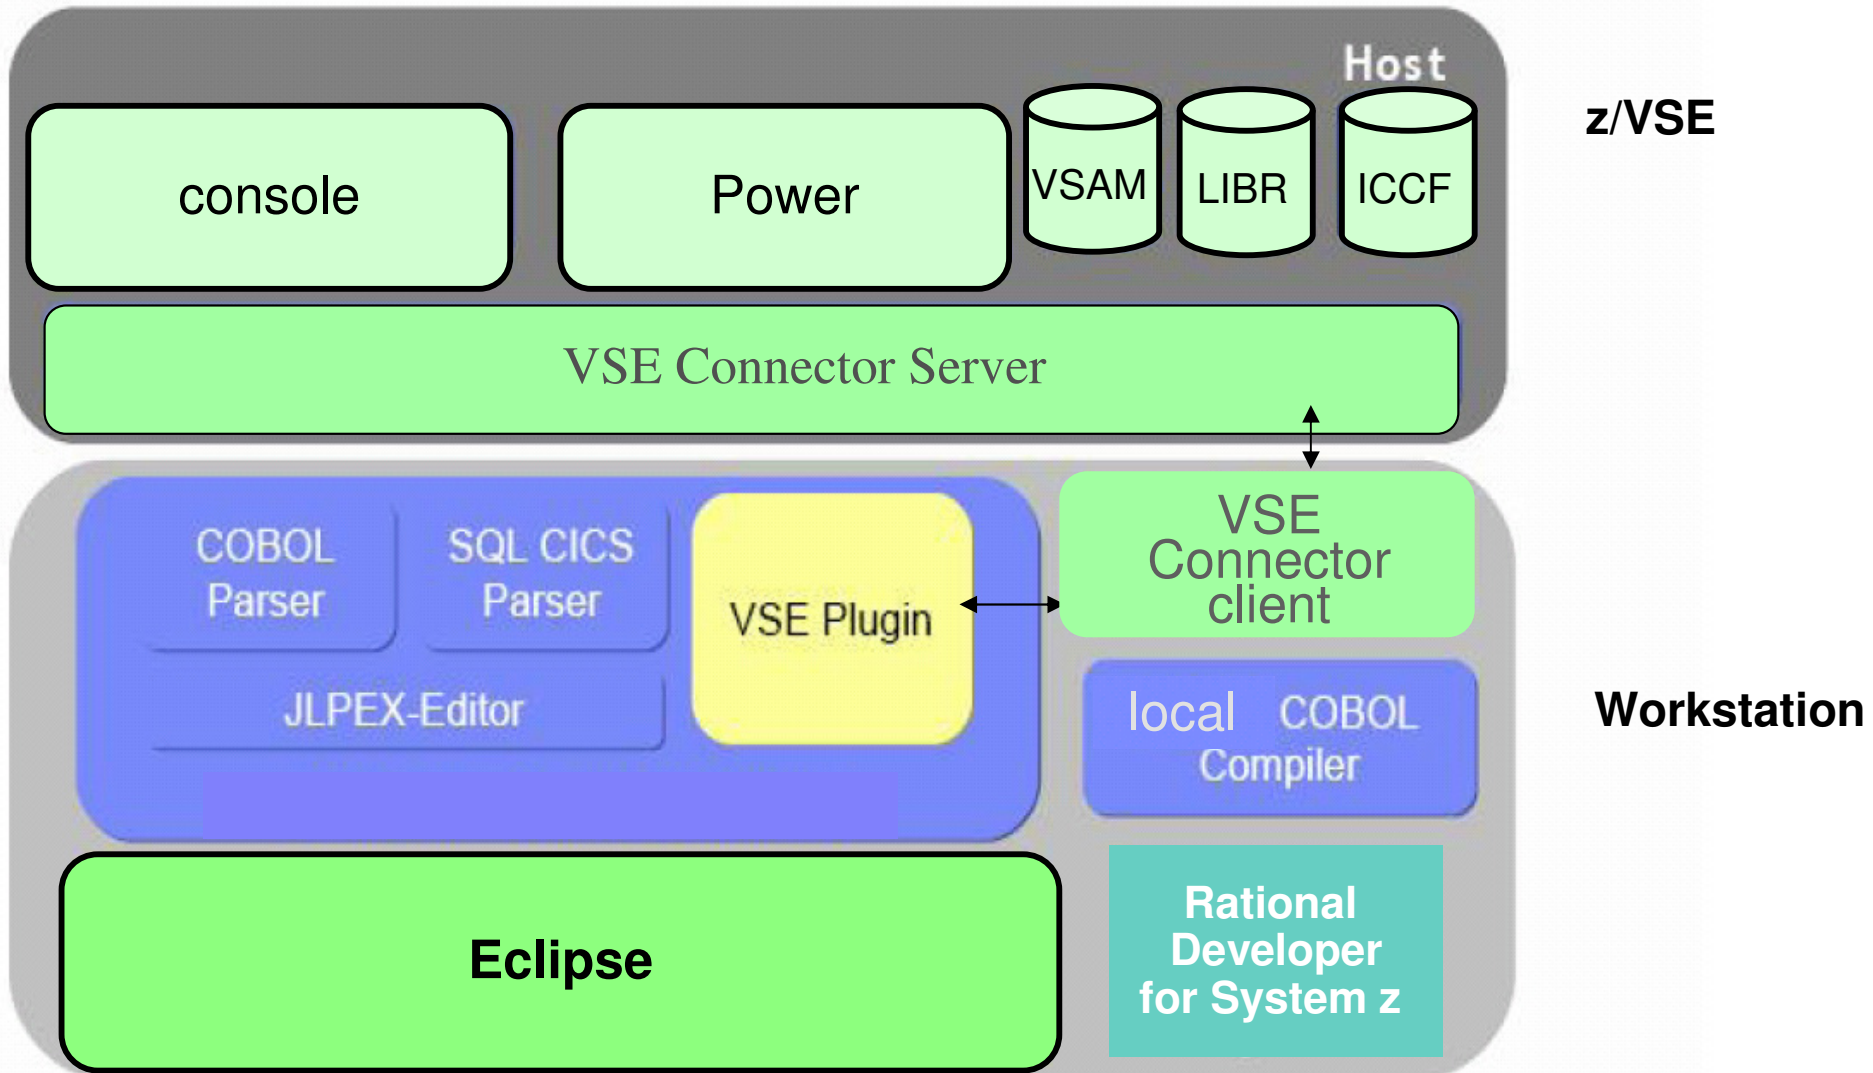 Host
z/VSE
console
Power
VSAM
LIBR
ICCF
VSE Connector Server
COBOL
Parser
SQL CICS
Parser
VSE Plugin
JLPEX-Editor
VSE
Connector
client
local COBOL
Compiler
Workstation
Eclipse
Rational
Developer
for System z